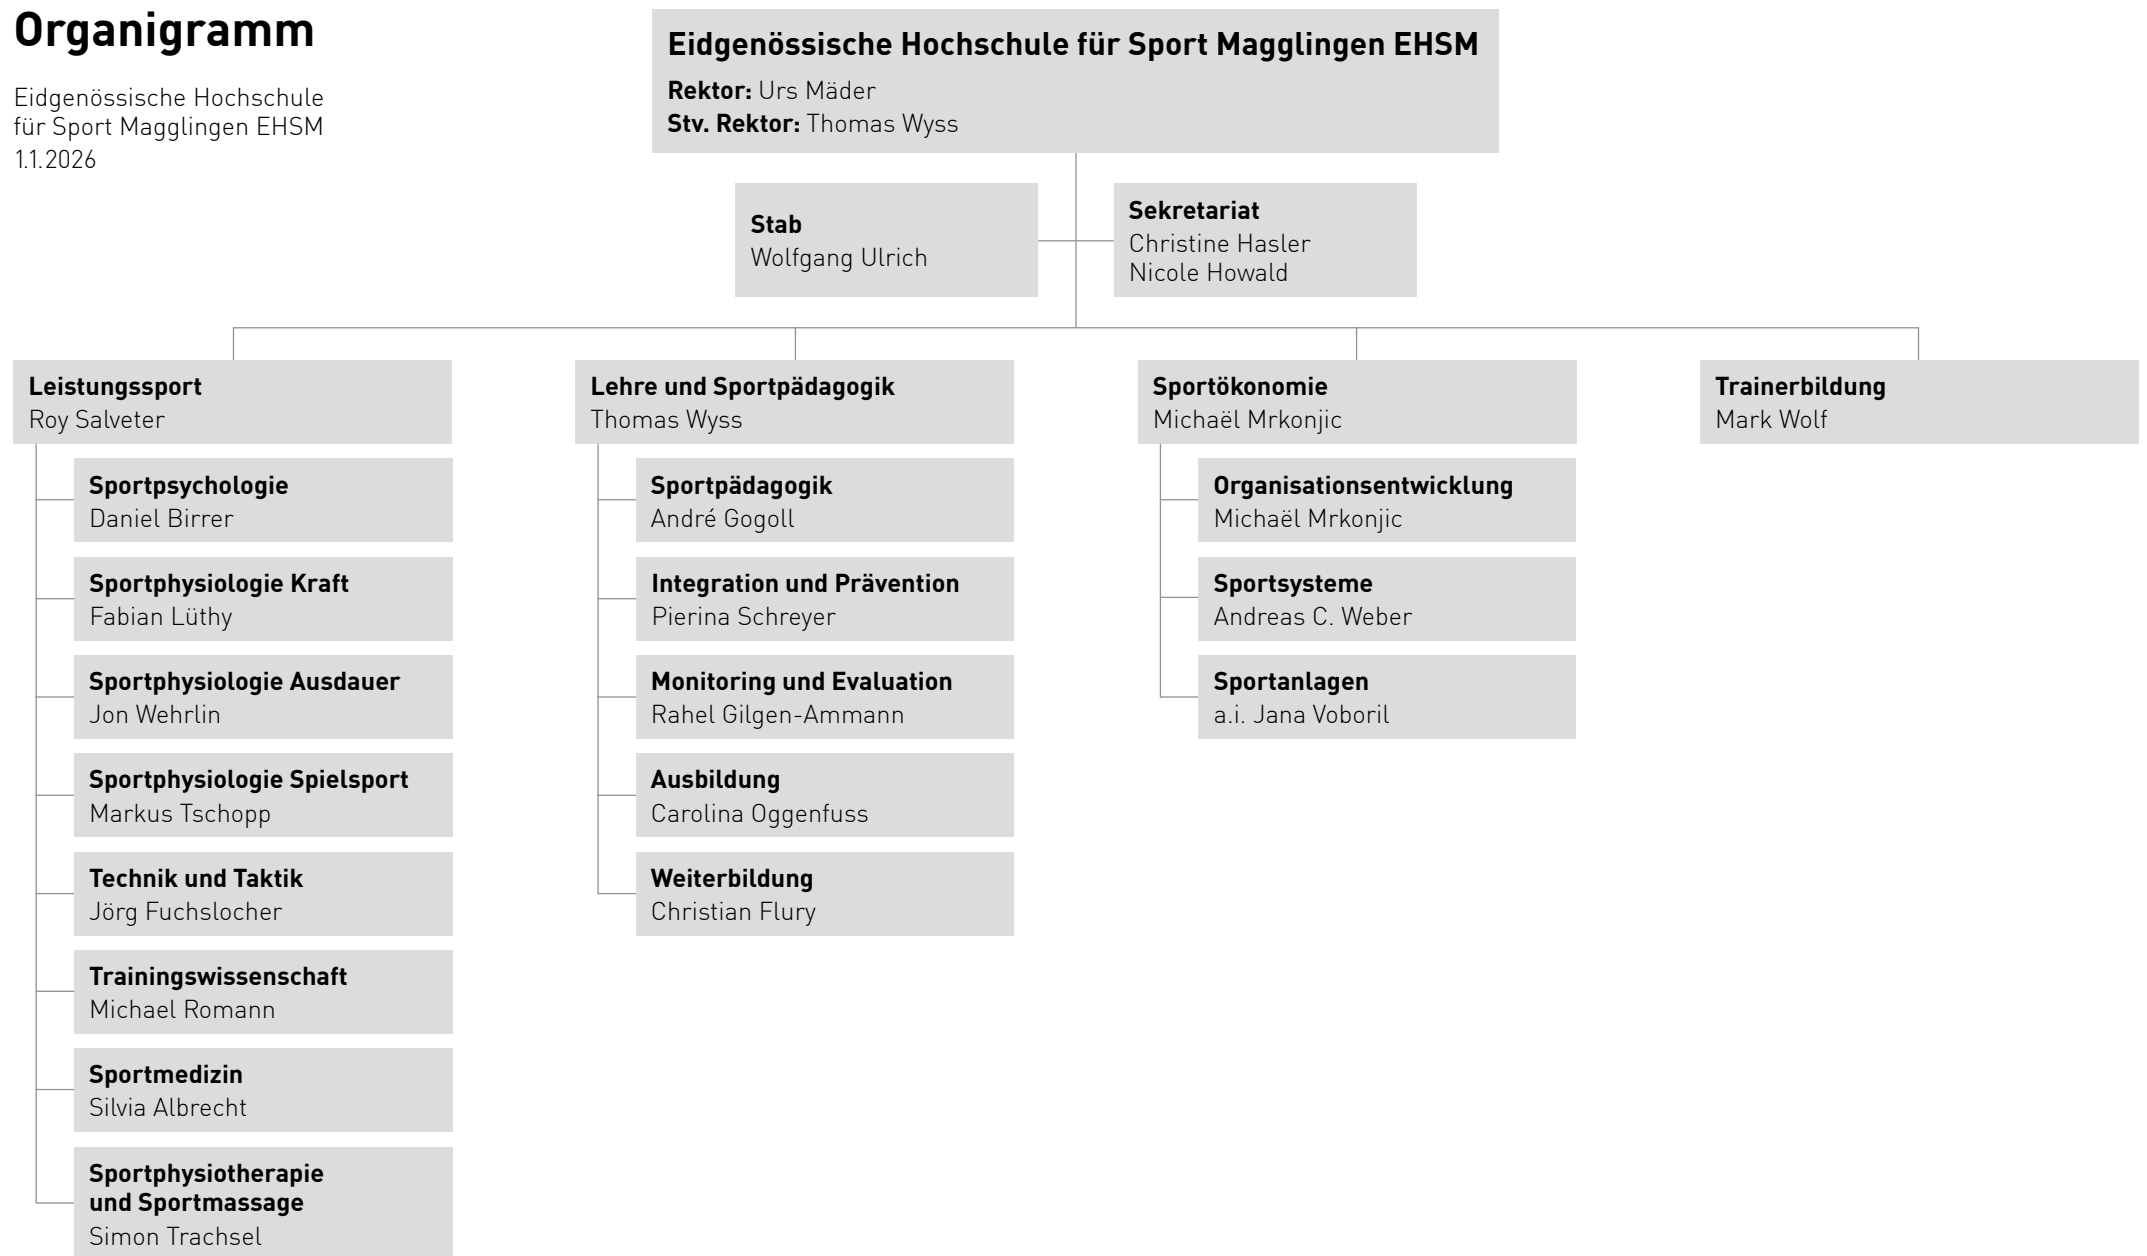 Organigramm
Eidgenössische Hochschule
für Sport Magglingen EHSM
1.1.2026
Eidgenössische Hochschule für Sport Magglingen EHSM
Rektor: Urs Mäder
Stv. Rektor: Thomas Wyss
Stab
Wolfgang Ulrich
Sekretariat
Christine Hasler
Nicole Howald
Leistungssport
Roy Salveter
Sportpsychologie
Daniel Birrer
Sportphysiologie Kraft
Fabian Lüthy
Sportphysiologie Ausdauer
Jon Wehrlin
Sportphysiologie Spielsport
Markus Tschopp
Technik und Taktik
Jörg Fuchslocher
Trainingswissenschaft
Michael Romann
Sportmedizin
Silvia Albrecht
Sportphysiotherapie
und Sportmassage
Simon Trachsel
Lehre und Sportpädagogik
Thomas Wyss
Sportpädagogik
André Gogoll
Integration und Prävention
Pierina Schreyer
Monitoring und Evaluation
Rahel Gilgen-Ammann
Ausbildung
Carolina Oggenfuss
Weiterbildung
Christian Flury
Sportökonomie
Michaël Mrkonjic
Organisationsentwicklung
Michaël Mrkonjic
Sportsysteme
Andreas C. Weber
Sportanlagen
a.i. Jana Voboril
Trainerbildung
Mark Wolf